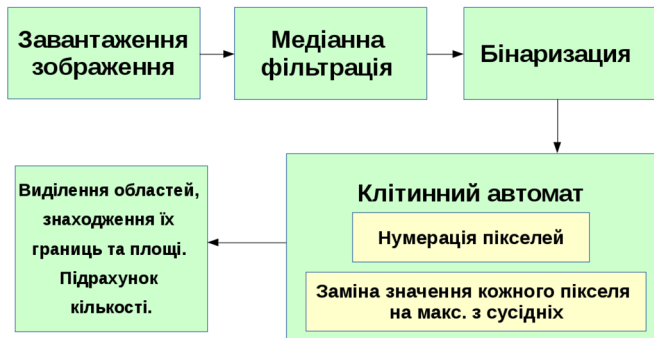 Завантаження
зображення
Медіанна
фільтрація
Бінаризация
Клітинний автомат
Нумерація пікселей
Заміна значення кожного пікселя
на макс. з сусідніх
Виділення областей,
знаходження їх
границь та площі.
Підрахунок
кількості.